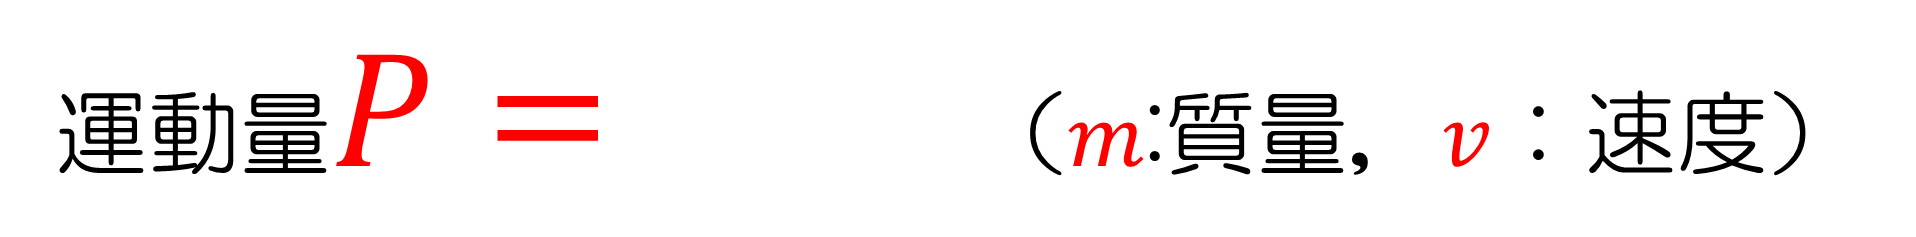 運動量P = （m:質量, v：速度）